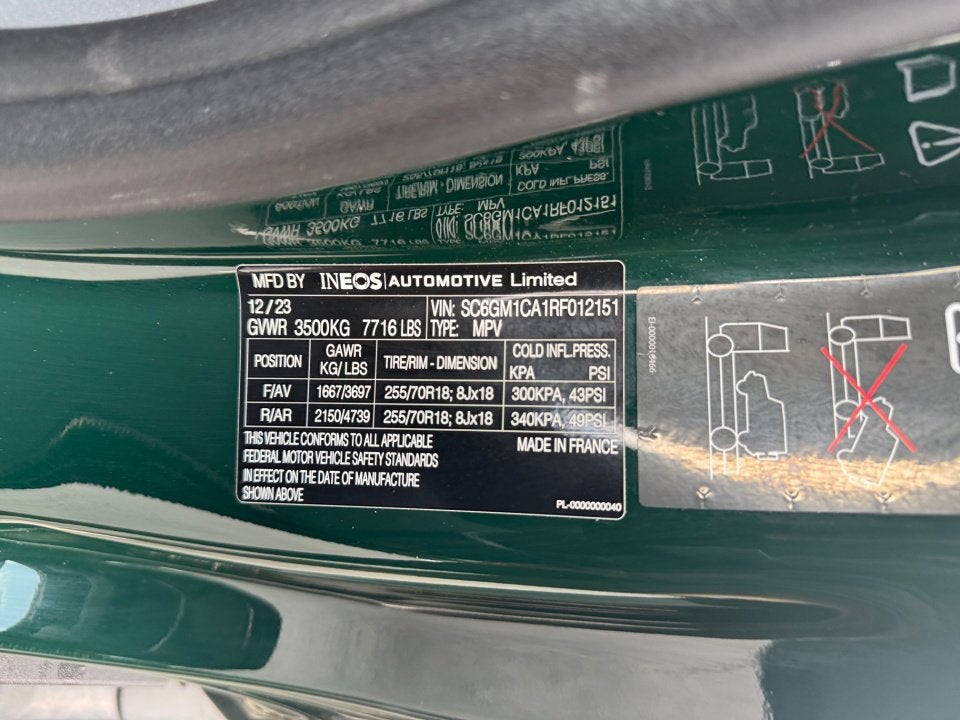 MFD BY INEOS | AUTOMOTIVE Limited
12/23 VIN: SC6GM1CA1RF012151
GVWR 3500KG 7716 LBS TYPE: MPV
POSITION GAWR KG/LBS TIRE/RIM - DIMENSION COLD INFL.PRESS. KPA PSI
F/AV 1667/3697 255/70R18; 8Jx18 300KPA, 43PSI
R/AR 2150/4739 255/70R18; 8Jx18 340KPA, 49PSI
THIS VEHICLE CONFORMS TO ALL APPLICABLE MADE IN FRANCE
FEDERAL MOTOR VEHICLE SAFETY STANDARDS
IN EFFECT ON THE DATE OF MANUFACTURE
SHOWN ABOVE
PL-0000000040
EI-0000018466